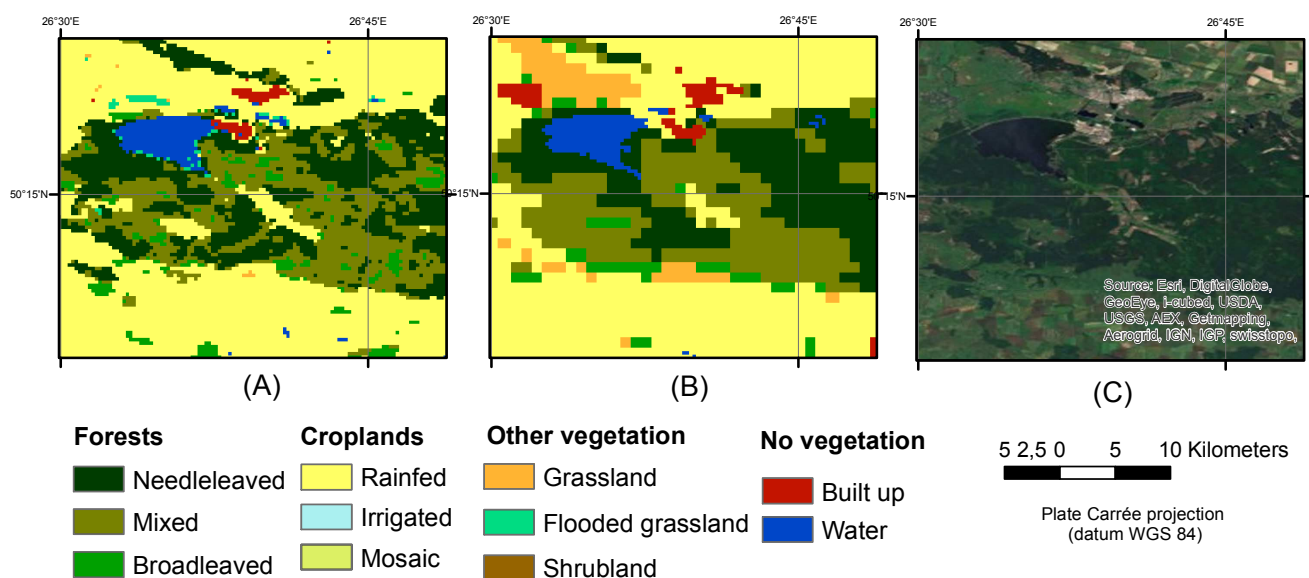 26°30'E
26°45'E
26°30'E
26°45'E
26°30'E
26°45'E
50°15'N
50°15'N
50°15'N
Source: Esri, DigitalGlobe,
GeoEye, i-cubed, USDA,
USGS, AEX, Getmapping,
Aerogrid, IGN, IGP, swisstopo,
(A)
(B)
(C)
Forests
Needleleaved
Mixed
Broadleaved
Croplands
Rainfed
Irrigated
Mosaic
Other vegetation
Grassland
Flooded grassland
Shrubland
No vegetation
Built up
Water
5 2,5 0 5 10 Kilometers
Plate Carrée projection
(datum WGS 84)